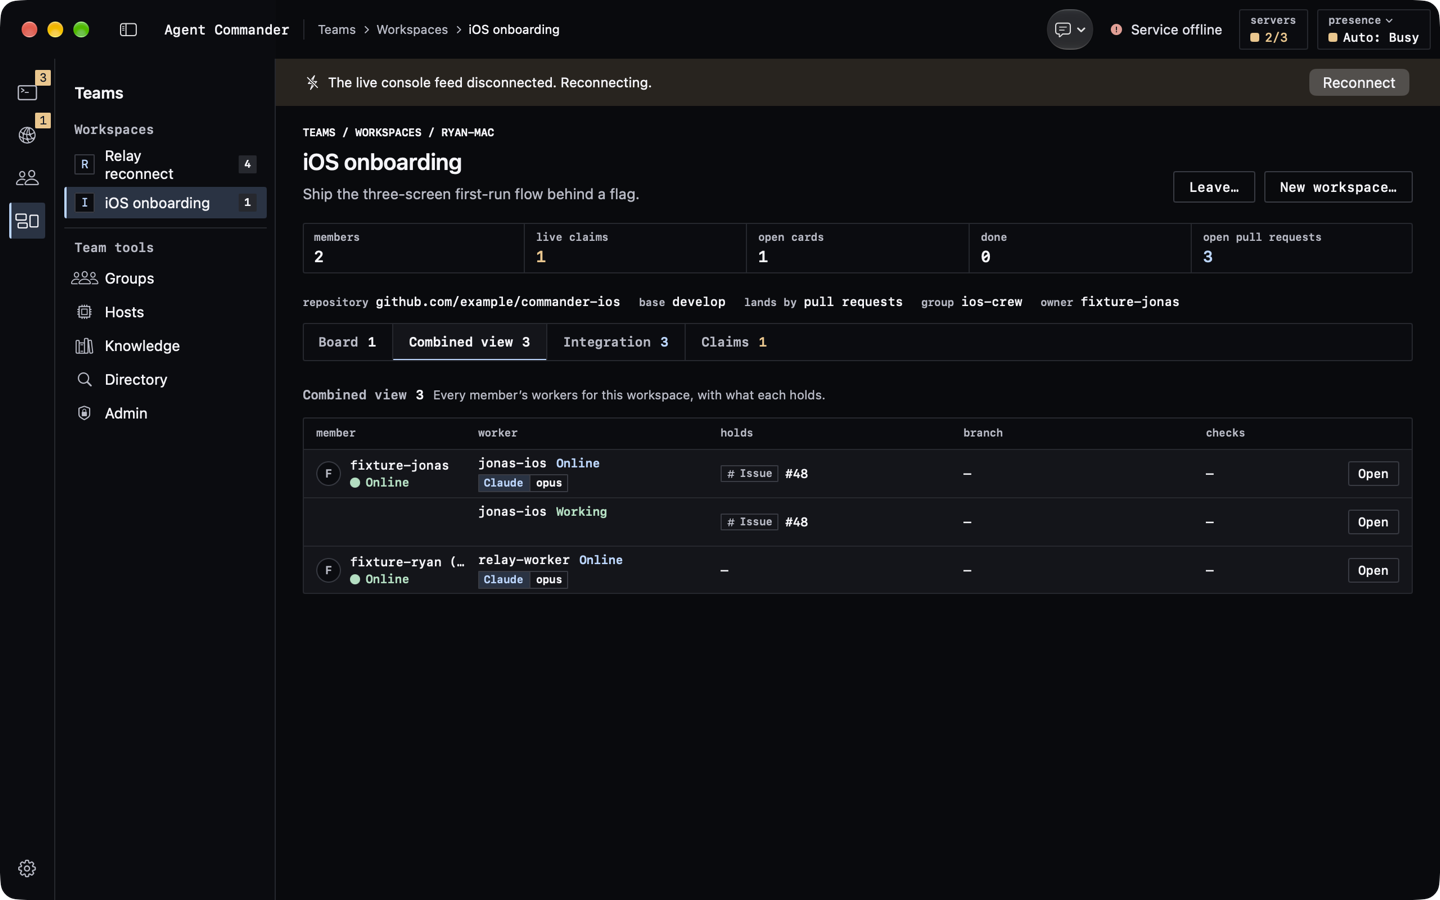 Agent Commander
Teams > Workspaces > iOS onboarding
Service offline
servers
2/3
presence
Auto: Busy
3
1
Teams
Workspaces
R
Relay
reconnect
4
I
iOS onboarding
1
Team tools
Groups
Hosts
Knowledge
Directory
Admin
The live console feed disconnected. Reconnecting.
Reconnect
TEAMS / WORKSPACES / RYAN-MAC
iOS onboarding
Ship the three-screen first-run flow behind a flag.
Leave…
New workspace…
members
2
live claims
1
open cards
1
done
0
open pull requests
3
repository github.com/example/commander-ios base develop lands by pull requests group ios-crew owner fixture-jonas
Board 1
Combined view 3
Integration 3
Claims 1
Combined view 3 Every member's workers for this workspace, with what each holds.
member worker holds branch checks
F
fixture-jonas
Online
jonas-ios Online
Claude opus
# Issue #48
–
–
Open
jonas-ios Working
# Issue #48
–
–
Open
F
fixture-ryan (…
Online
relay-worker Online
Claude opus
–
–
–
Open